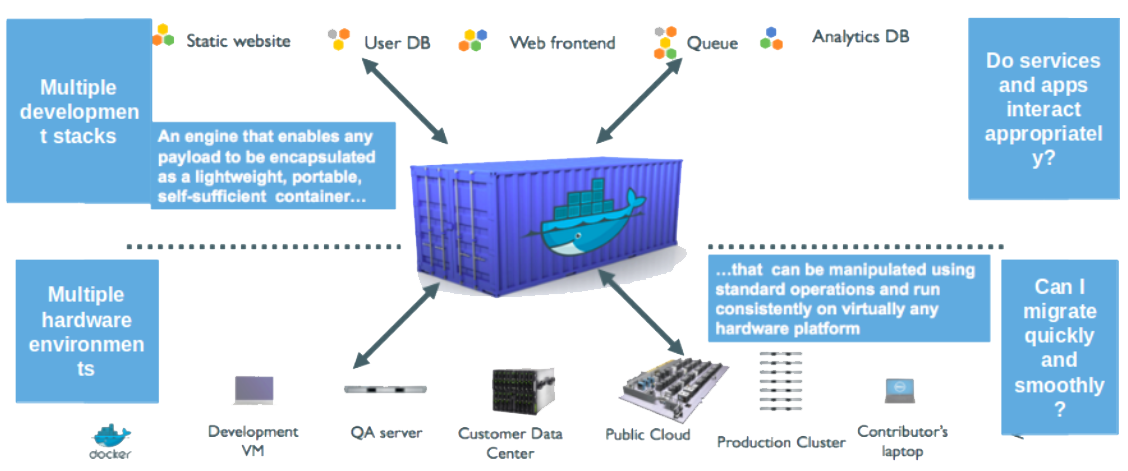 Static website
User DB
Web frontend
Queue
Analytics DB
Multiple
developmen
t stacks
Do services
and apps
interact
appropriatel
y?
An engine that enables any
payload to be encapsulated
as a lightweight, portable,
self-sufficient container…
Multiple
hardware
environmen
ts
…that can be manipulated using
standard operations and run
consistently on virtually any
hardware platform
Can I
migrate
quickly
and
smoothly
?
docker
Development
VM
QA server
Customer Data
Center
Public Cloud
Production Cluster
Contributor's
laptop